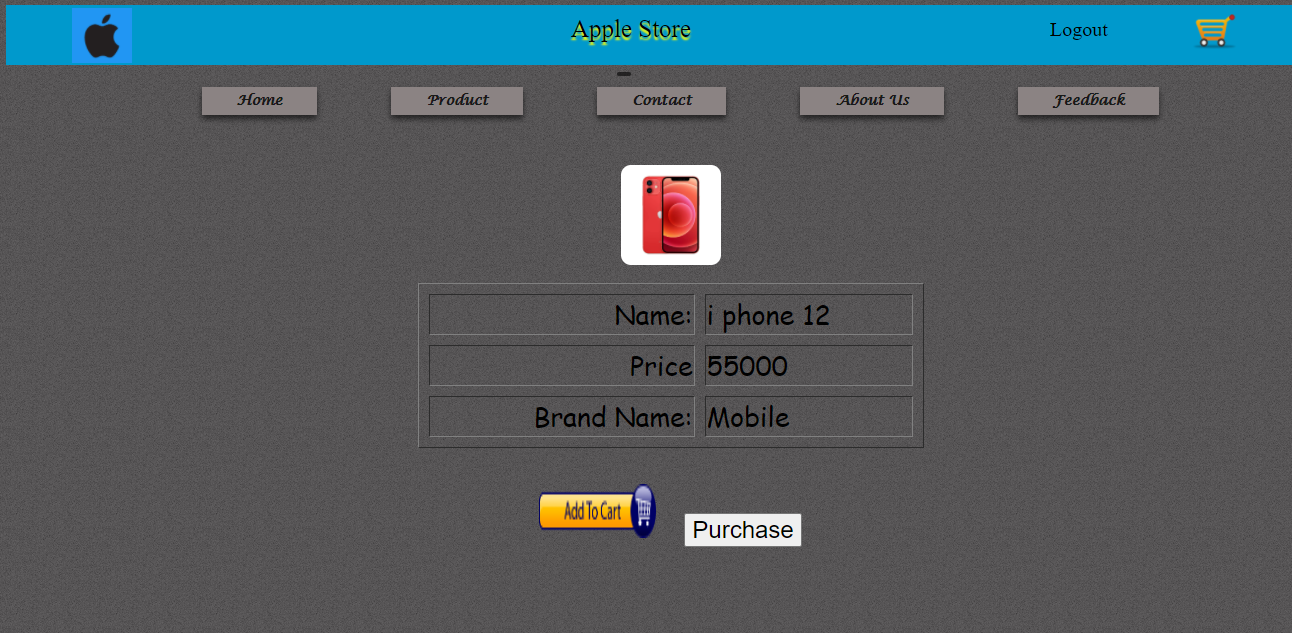 Apple Store
Logout
Home
Product
Contact
About Us
Feedback
Name: i phone 12
Price 55000
Brand Name: Mobile
Add To Cart
Purchase